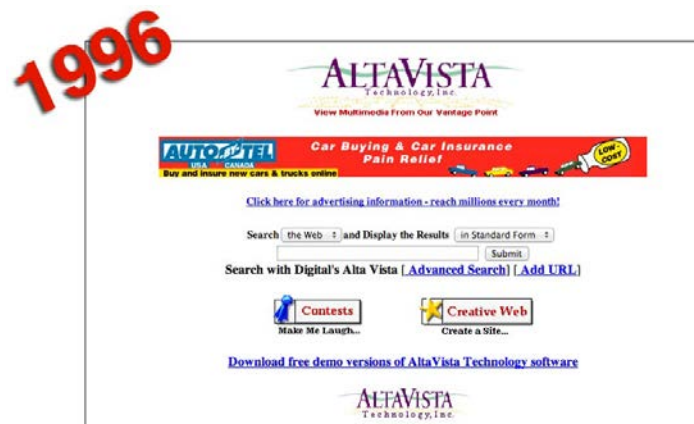 1996
ALTAVISTA
Technology, Inc.
View Multimedia From Our Vantage Point
AUTO TEL
USA CANADA
Buy and insure new cars & trucks online
Car Buying & Car Insurance
Pain Relief
LOW-
COST
Click here for advertising information - reach millions every month!
Search the Web and Display the Results in Standard Form
Submit
Search with Digital's Alta Vista [ Advanced Search] [ Add URL]
Contests
Make Me Laugh...
Creative Web
Create a Site...
Download free demo versions of AltaVista Technology software
ALTAVISTA
Technology, Inc.